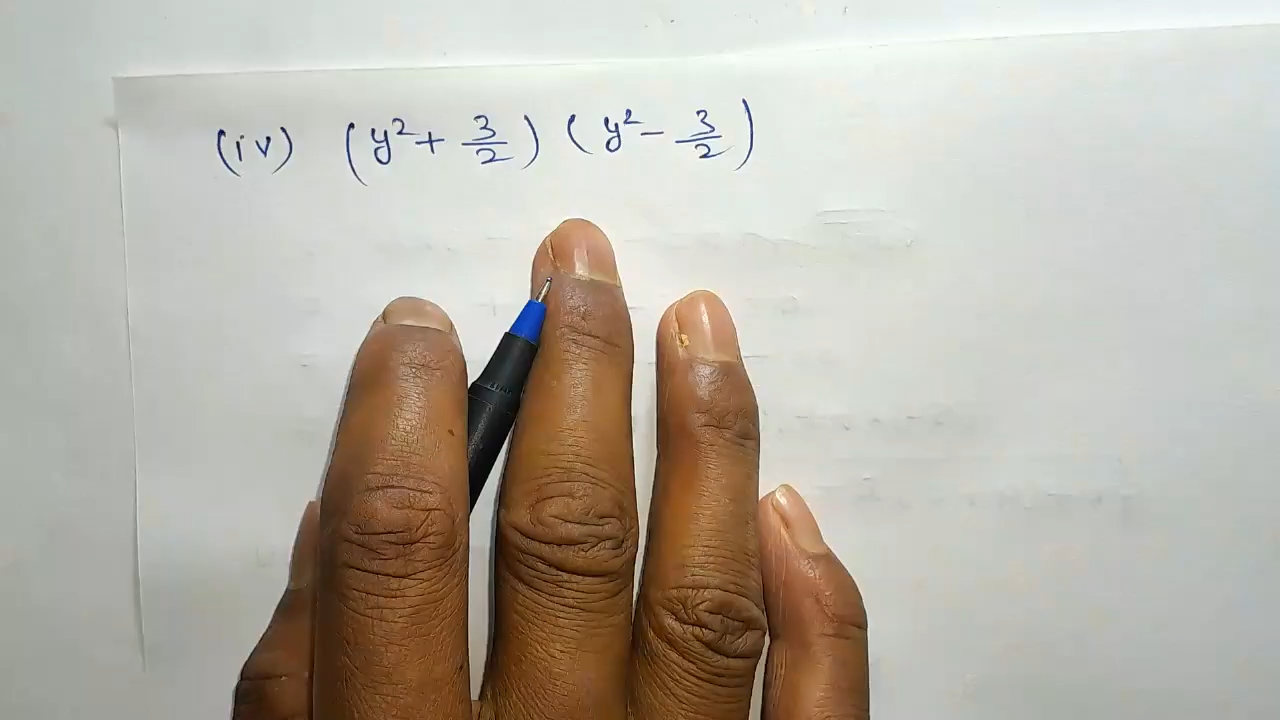 (iv) (y² + 3/2) (y² - 3/2)